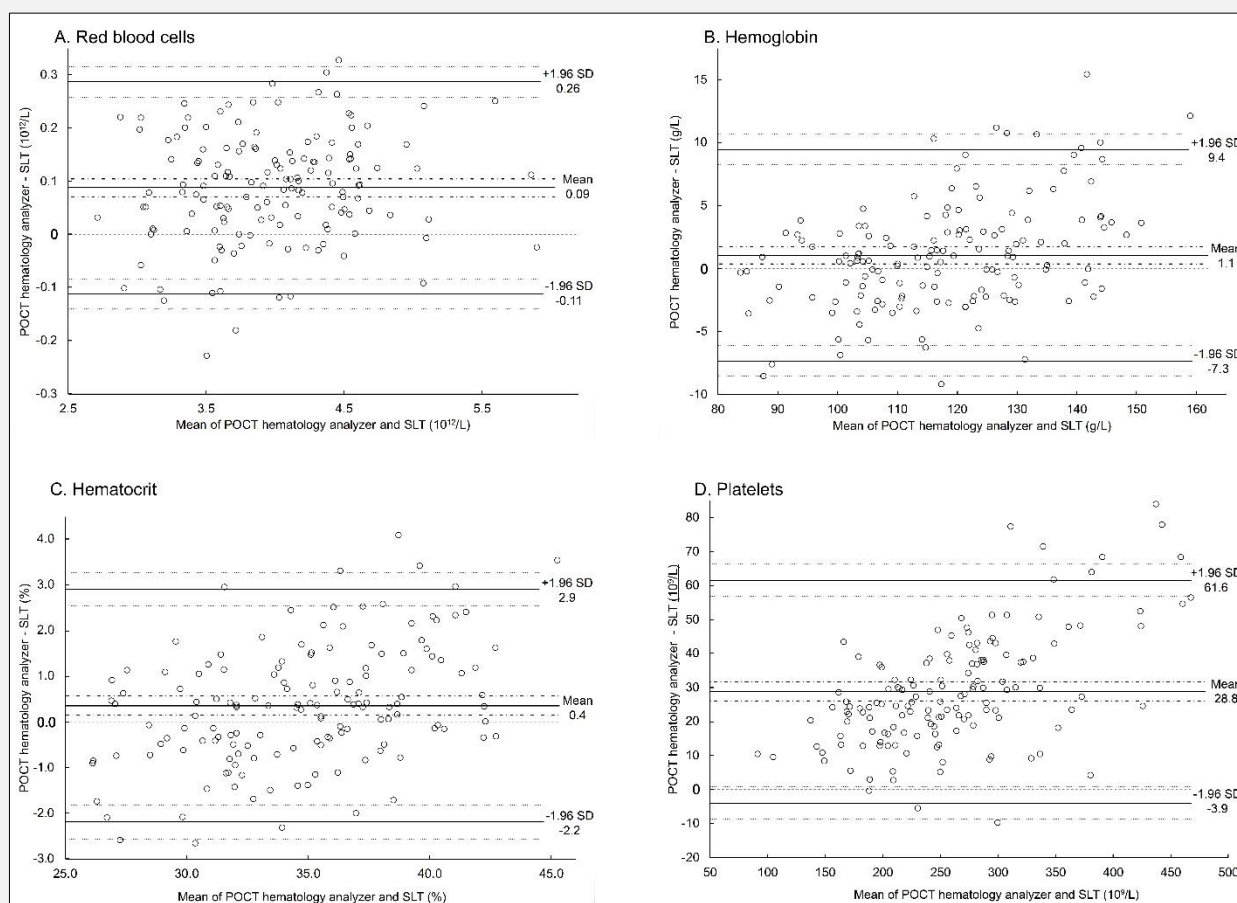 A. Red blood cells
POCT hematology analyzer - SLT (10¹²/L)
0.3
0.2
0.1
0
0.1
0.2
0.3
+1.96 SD
0.26
Mean
0.09
-1.96 SD
-0.11
2.5 3.5 4.5 5.5
Mean of POCT hematology analyzer and SLT (10¹²/L)
B. Hemoglobin
POCT hematology analyzer - SLT (g/L)
15
10
5
0
-5
-10
+1.96 SD
9.4
Mean
1.1
-1.96 SD
-7.3
80 90 100 110 120 130 140 150 160
Mean of POCT hematology analyzer and SLT (g/L)
C. Hematocrit
POCT hematology analyzer - SLT (%)
4.0
3.0
2.0
1.0
0.0
-1.0
-2.0
-3.0
+1.96 SD
2.9
Mean
0.4
-1.96 SD
-2.2
25.0 30.0 35.0 40.0 45.0
Mean of POCT hematology analyzer and SLT (%)
D. Platelets
POCT hematology analyzer - SLT (10⁹/L)
80
70
60
50
40
30
20
10
0
-10
-20
+1.96 SD
61.6
Mean
28.8
-1.96 SD
-3.9
50 100 150 200 250 300 350 400 450 500
Mean of POCT hematology analyzer and SLT (10⁹/L)